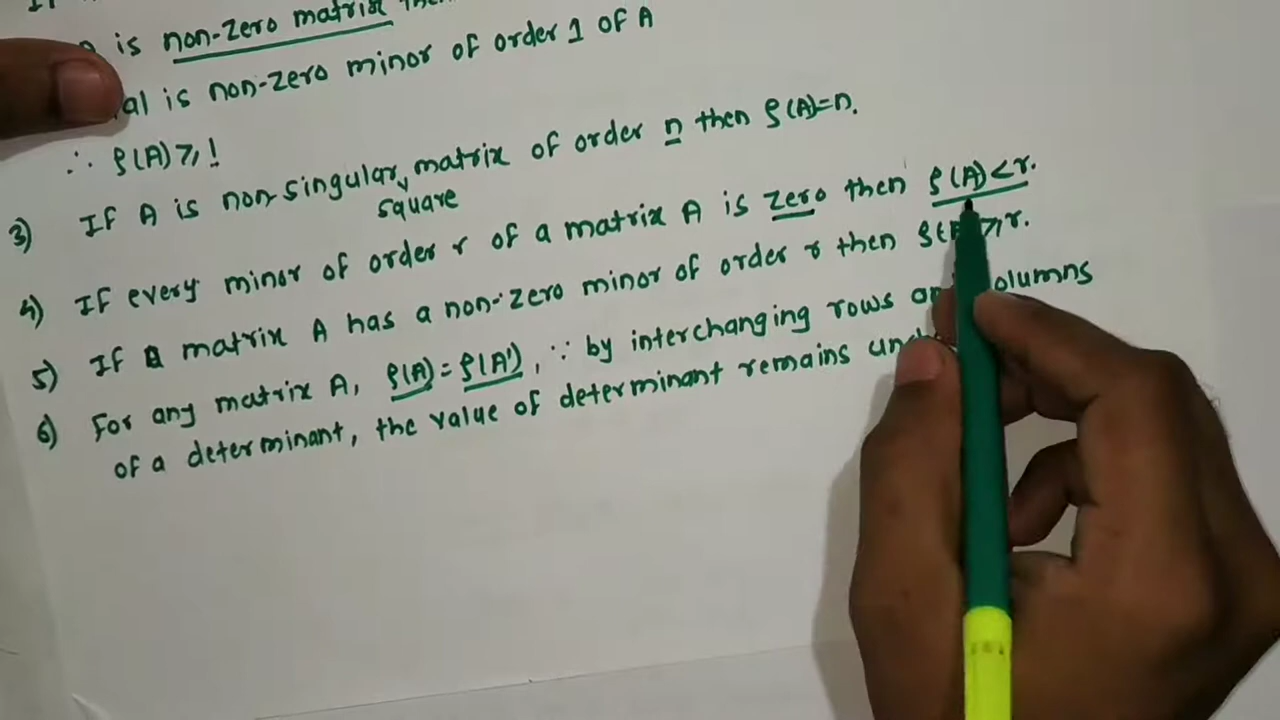 is non-zero matrix
is non-zero minor of order 1 of A
∴ ρ(A) ⩾ 1
3) If A is non-singular square matrix of order n then ρ(A)=n.
4) If every minor of order r of a matrix A is zero then ρ(A)<r.
5) If A matrix A has a non-zero minor of order r then ρ( ⩾ r.
6) For any matrix A, ρ(A) = ρ(A'), ∵ by interchanging rows columns
of a determinant, the value of determinant remains